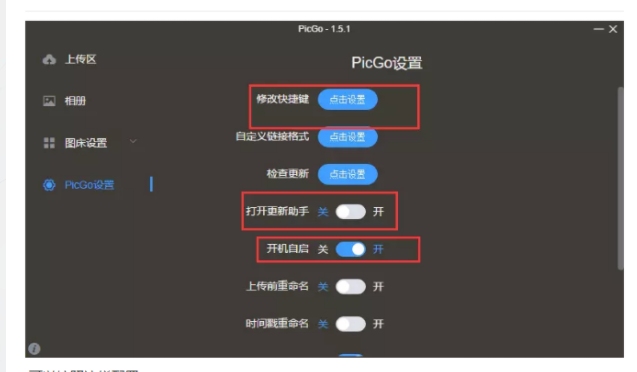 PicGo - 1.5.1
上传区
PicGo设置
相册
修改快捷键 点击设置
图床设置
自定义链接格式 点击设置
检查更新 点击设置
PicGo设置
打开更新助手 关 开
开机自启 关 开
上传前重命名 关 开
时间戳重命名 关 开